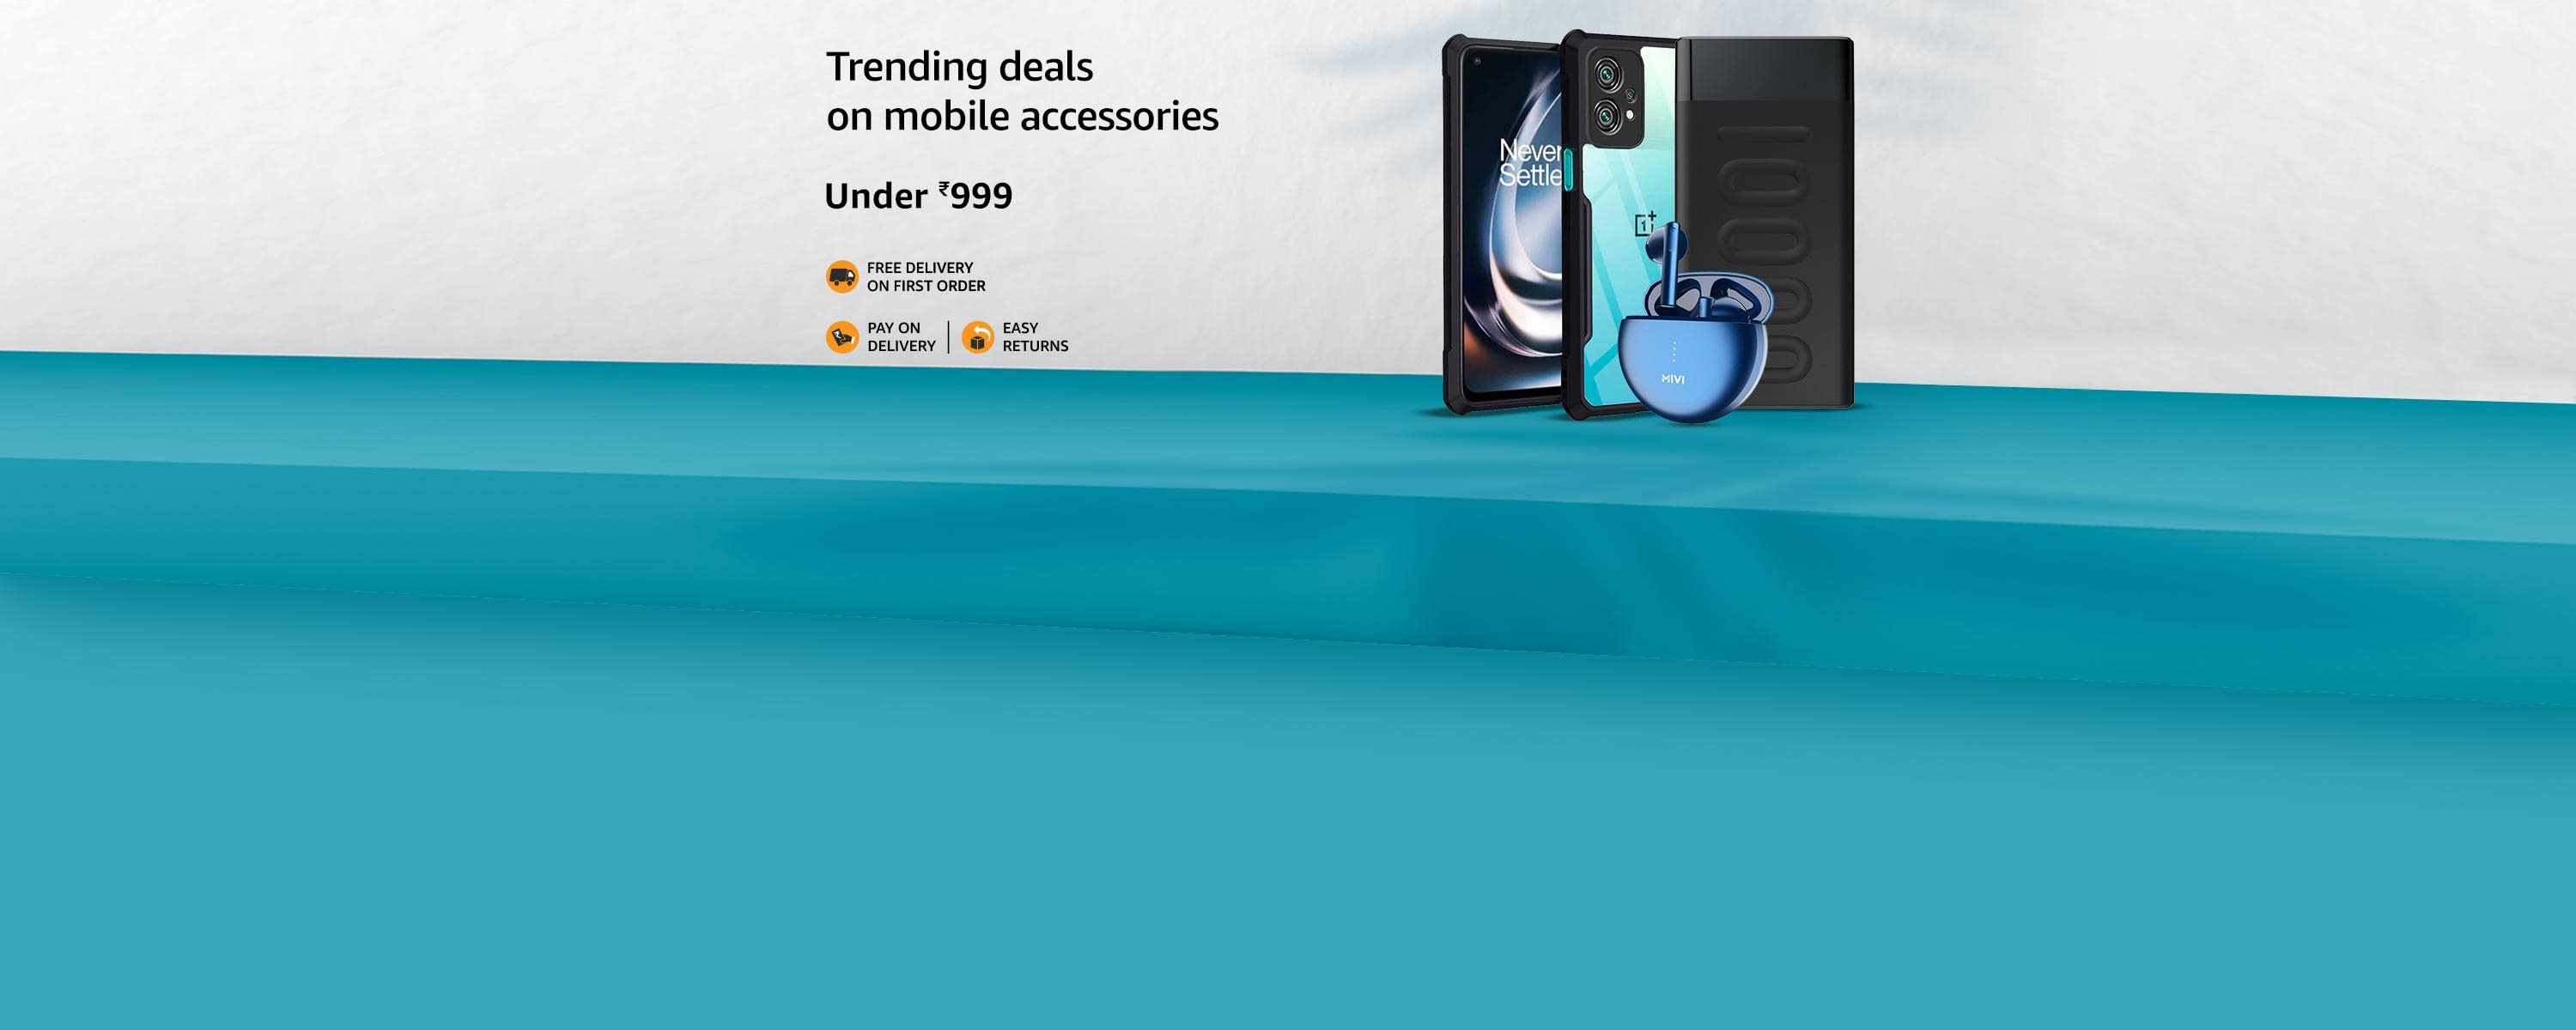 Trending deals
on mobile accessories
Under ₹999
FREE DELIVERY
ON FIRST ORDER
PAY ON
DELIVERY
EASY
RETURNS
Never
Settle
10000
MIVI